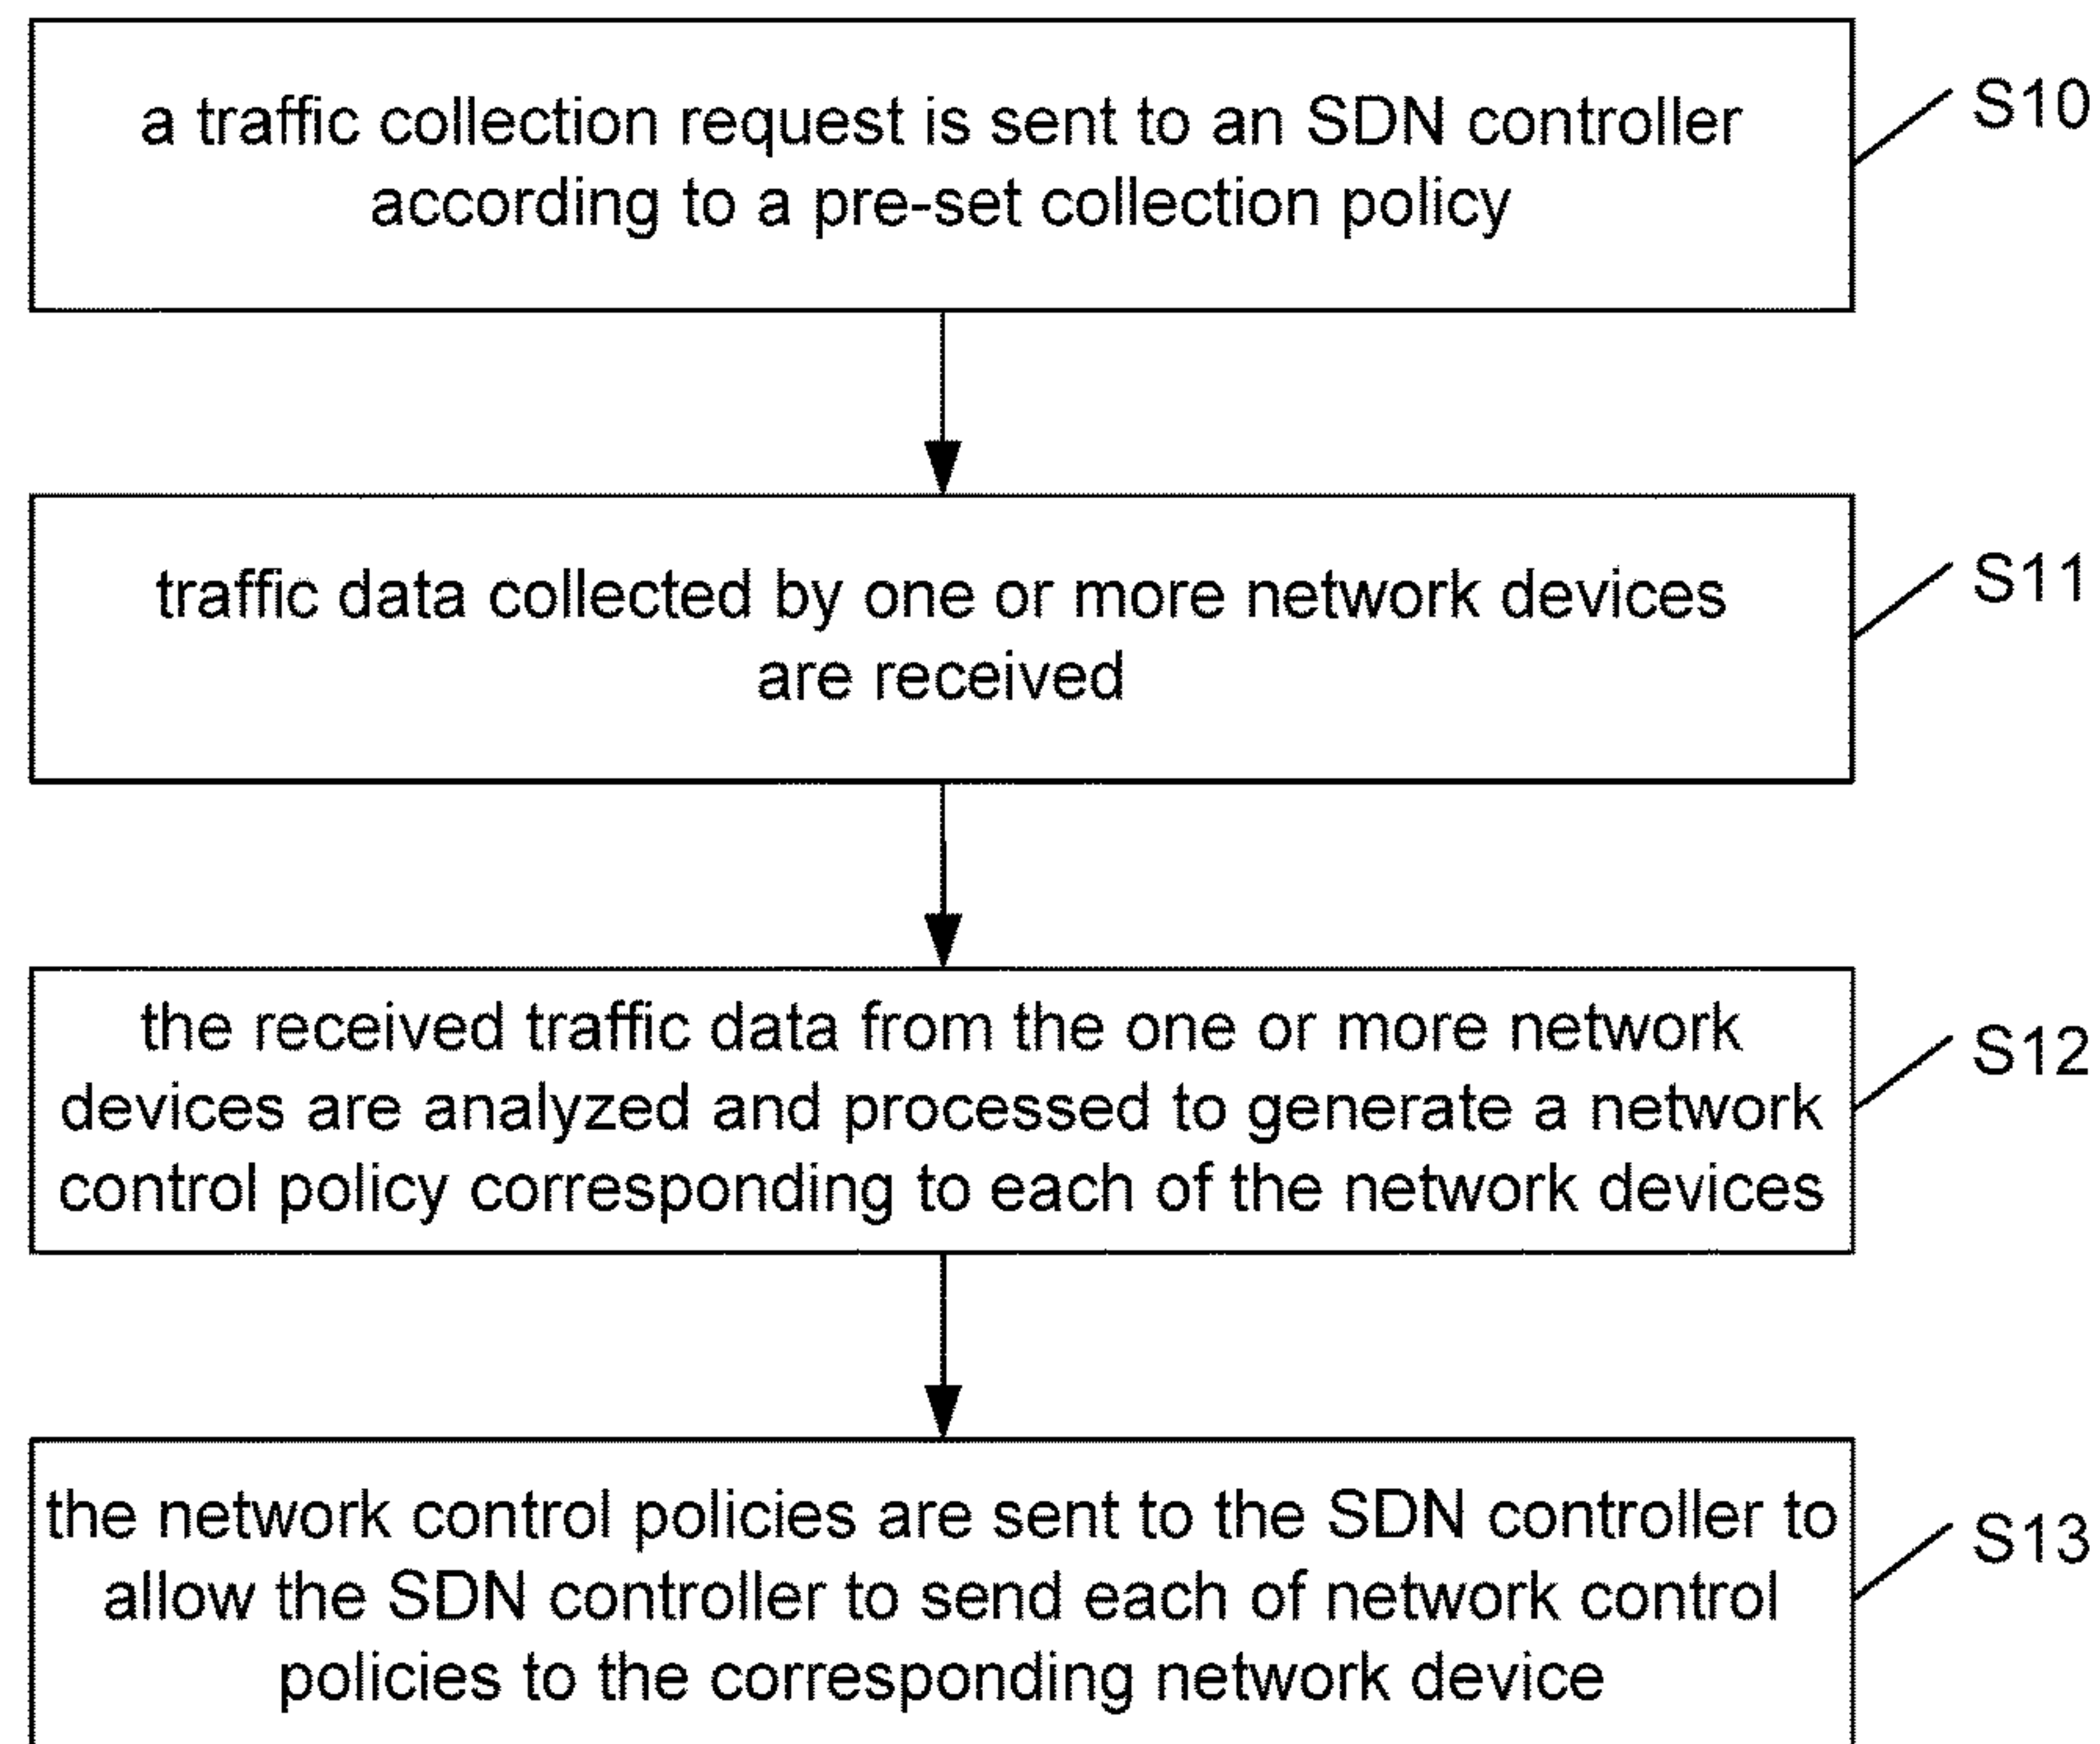 a traffic collection request is sent to an SDN controller
according to a pre-set collection policy
S10
traffic data collected by one or more network devices
are received
S11
the received traffic data from the one or more network
devices are analyzed and processed to generate a network
control policy corresponding to each of the network devices
S12
the network control policies are sent to the SDN controller to
allow the SDN controller to send each of network control
policies to the corresponding network device
S13